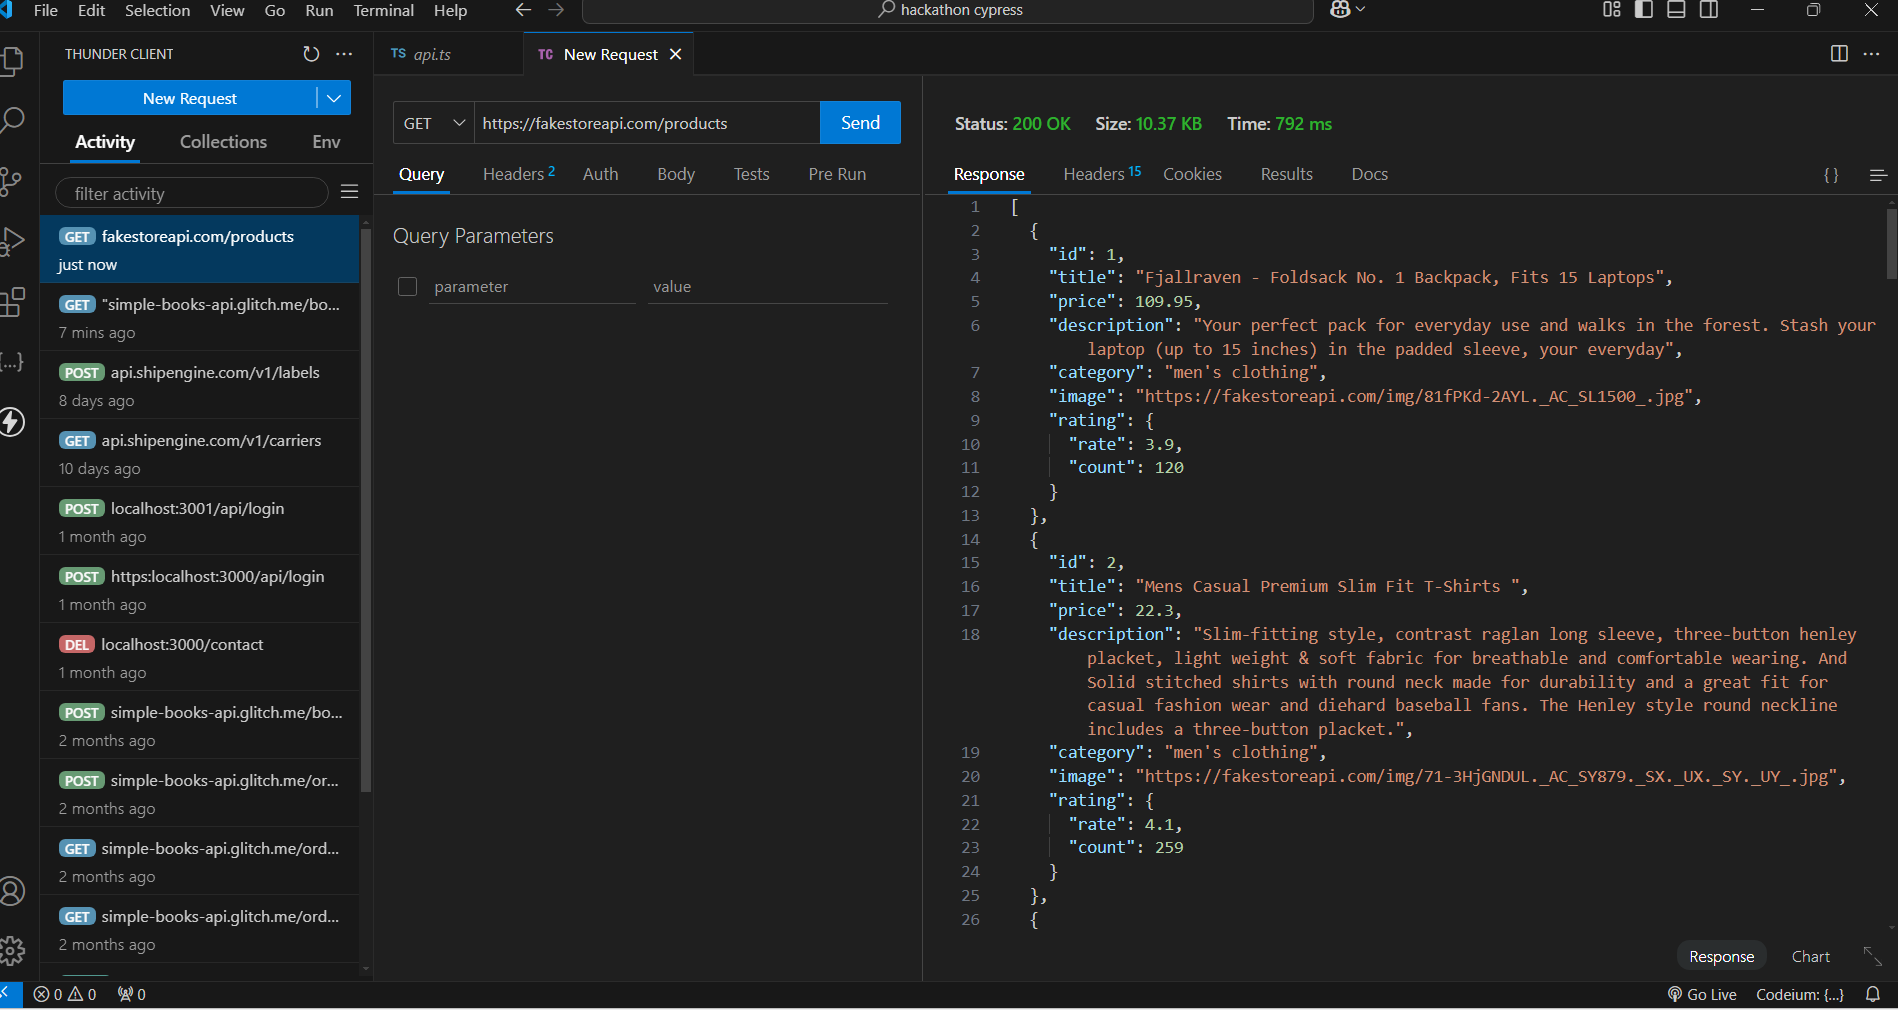 File Edit Selection View Go Run Terminal Help
hackathon cypress
THUNDER CLIENT
New Request
Activity Collections Env
filter activity
GET fakestoreapi.com/products
just now
GET "simple-books-api.glitch.me/bo...
7 mins ago
POST api.shipengine.com/v1/labels
8 days ago
GET api.shipengine.com/v1/carriers
10 days ago
POST localhost:3001/api/login
1 month ago
POST https:localhost:3000/api/login
1 month ago
DEL localhost:3000/contact
1 month ago
POST simple-books-api.glitch.me/bo...
2 months ago
POST simple-books-api.glitch.me/or...
2 months ago
GET simple-books-api.glitch.me/ord...
2 months ago
GET simple-books-api.glitch.me/ord...
2 months ago
TS api.ts
TC New Request
GET https://fakestoreapi.com/products Send
Query Headers 2 Auth Body Tests Pre Run
Query Parameters
parameter value
Status: 200 OK Size: 10.37 KB Time: 792 ms
Response Headers 15 Cookies Results Docs {}
1 [
2 {
3 "id": 1,
4 "title": "Fjallraven - Foldsack No. 1 Backpack, Fits 15 Laptops",
5 "price": 109.95,
6 "description": "Your perfect pack for everyday use and walks in the forest. Stash your
laptop (up to 15 inches) in the padded sleeve, your everyday",
7 "category": "men's clothing",
8 "image": "https://fakestoreapi.com/img/81fPKd-2AYL._AC_SL1500_.jpg",
9 "rating": {
10 "rate": 3.9,
11 "count": 120
12 }
13 },
14 {
15 "id": 2,
16 "title": "Mens Casual Premium Slim Fit T-Shirts ",
17 "price": 22.3,
18 "description": "Slim-fitting style, contrast raglan long sleeve, three-button henley
placket, light weight & soft fabric for breathable and comfortable wearing. And
Solid stitched shirts with round neck made for durability and a great fit for
casual fashion wear and diehard baseball fans. The Henley style round neckline
includes a three-button placket.",
19 "category": "men's clothing",
20 "image": "https://fakestoreapi.com/img/71-3HjGNDUL._AC_SY879._SX._UX._SY._UY_.jpg",
21 "rating": {
22 "rate": 4.1,
23 "count": 259
24 }
25 },
26 {
Response Chart
0 0 0
Go Live Codeium: {...}